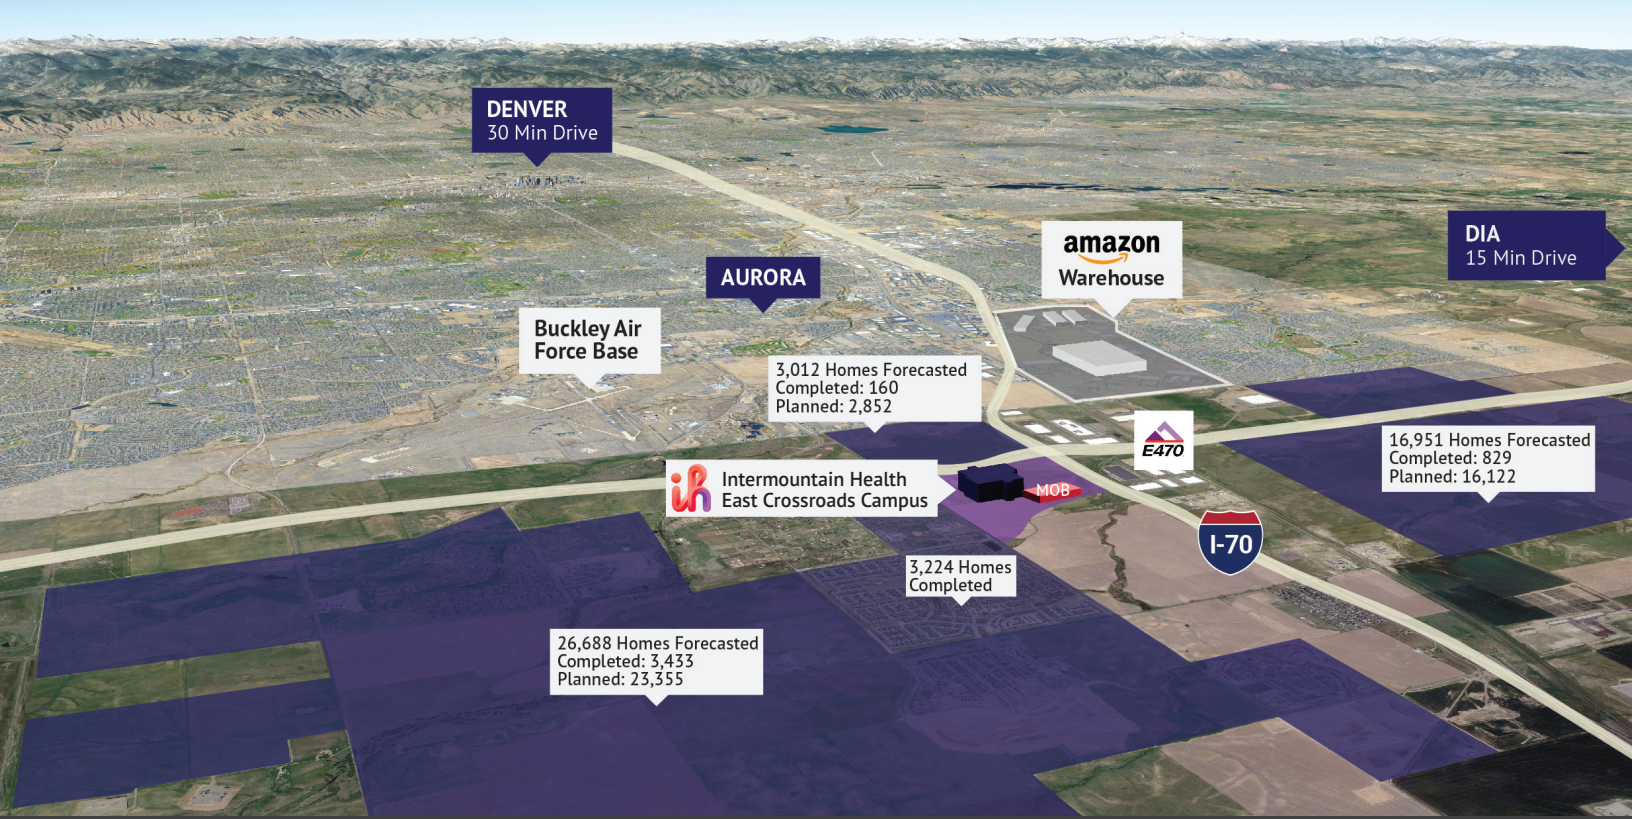 DENVER
30 Min Drive
DIA
15 Min Drive
amazon
Warehouse
AURORA
Buckley Air
Force Base
3,012 Homes Forecasted
Completed: 160
Planned: 2,852
E470
16,951 Homes Forecasted
Completed: 829
Planned: 16,122
ih
Intermountain Health
East Crossroads Campus
MOB
I-70
3,224 Homes
Completed
26,688 Homes Forecasted
Completed: 3,433
Planned: 23,355